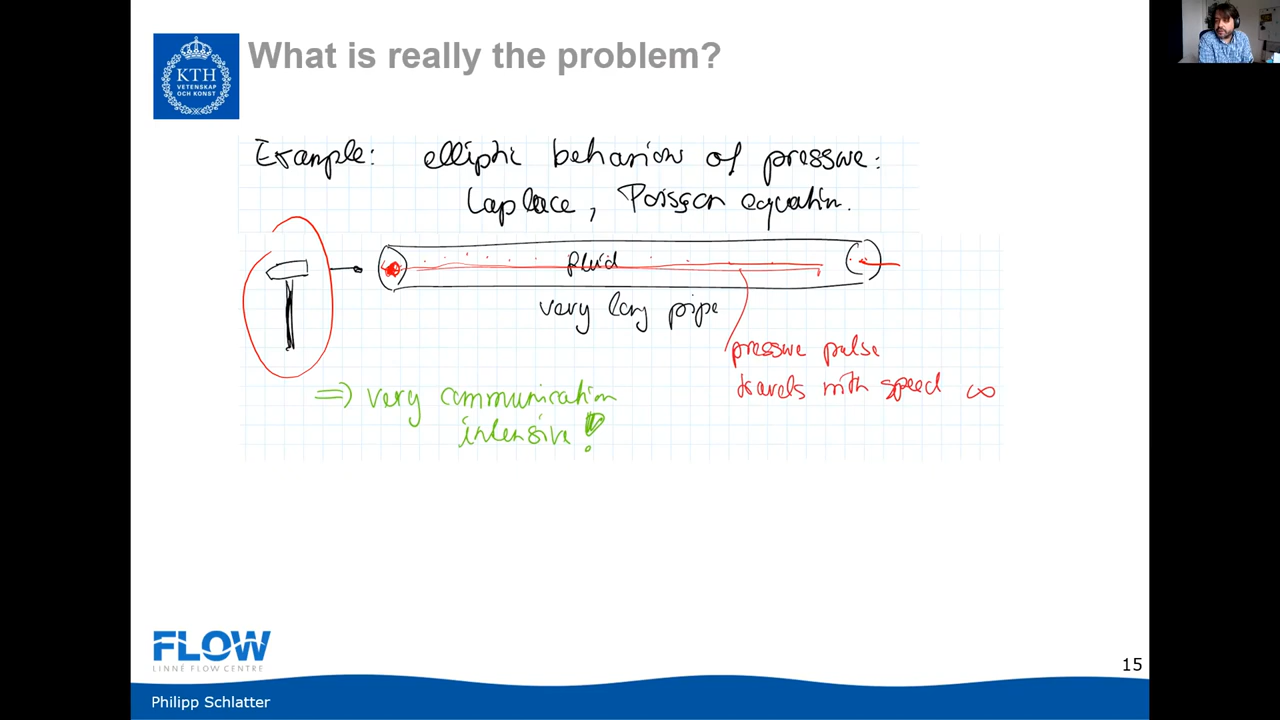 What is really the problem?
KTH
VETENSKAP
OCH KONST
Example: elliptic behaviour of pressure:
Laplace, Poisson equation.
fluid
very long pipe
pressure pulse
travels with speed ∞
=> very communication
intensive!
FLOW
LINNÉ FLOW CENTRE
15
Philipp Schlatter